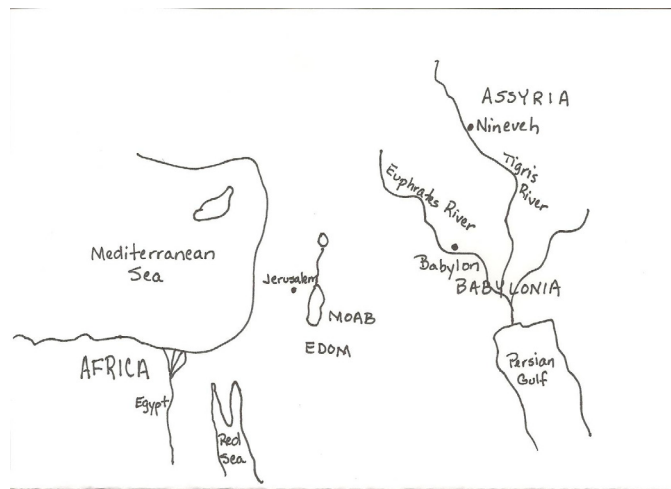 ASSYRIA
Nineveh
Tigris
River
Euphrates River
Mediterranean
Sea
Babylon
BABYLONIA
Jerusalem
MOAB
EDOM
AFRICA
Egypt
Red
Sea
Persian
Gulf